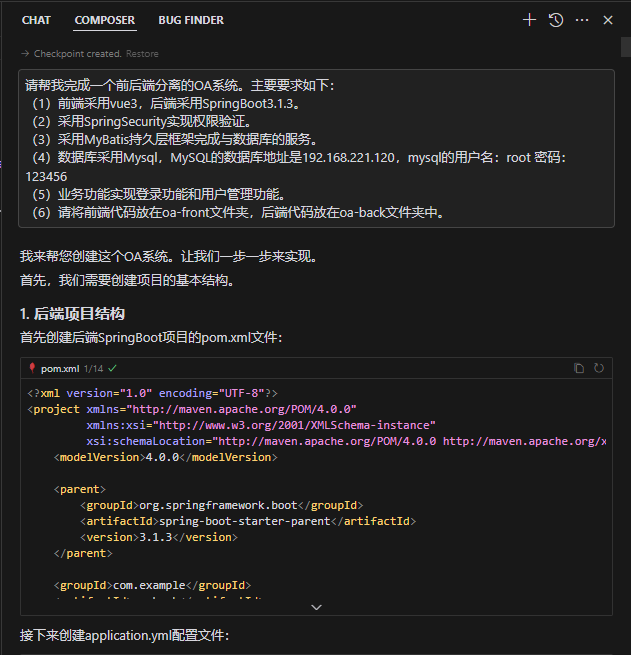 CHAT COMPOSER BUG FINDER
Checkpoint created. Restore
请帮我完成一个前后端分离的OA系统。主要要求如下：
（1）前端采用vue3，后端采用SpringBoot3.1.3。
（2）采用SpringSecurity实现权限验证。
（3）采用MyBatis持久层框架完成与数据库的服务。
（4）数据库采用Mysql，MySQL的数据库地址是192.168.221.120，mysql的用户名：root 密码：
123456
（5）业务功能实现登录功能和用户管理功能。
（6）请将前端代码放在oa-front文件夹，后端代码放在oa-back文件夹中。
我来帮您创建这个OA系统。让我们一步一步来实现。
首先，我们需要创建项目的基本结构。
1. 后端项目结构
首先创建后端SpringBoot项目的pom.xml文件：
pom.xml 1/14
<?xml version="1.0" encoding="UTF-8"?>
<project xmlns="http://maven.apache.org/POM/4.0.0"
xmlns:xsi="http://www.w3.org/2001/XMLSchema-instance"
xsi:schemaLocation="http://maven.apache.org/POM/4.0.0 http://maven.apache.org/x
<modelVersion>4.0.0</modelVersion>
<parent>
<groupId>org.springframework.boot</groupId>
<artifactId>spring-boot-starter-parent</artifactId>
<version>3.1.3</version>
</parent>
<groupId>com.example</groupId>
接下来创建application.yml配置文件：